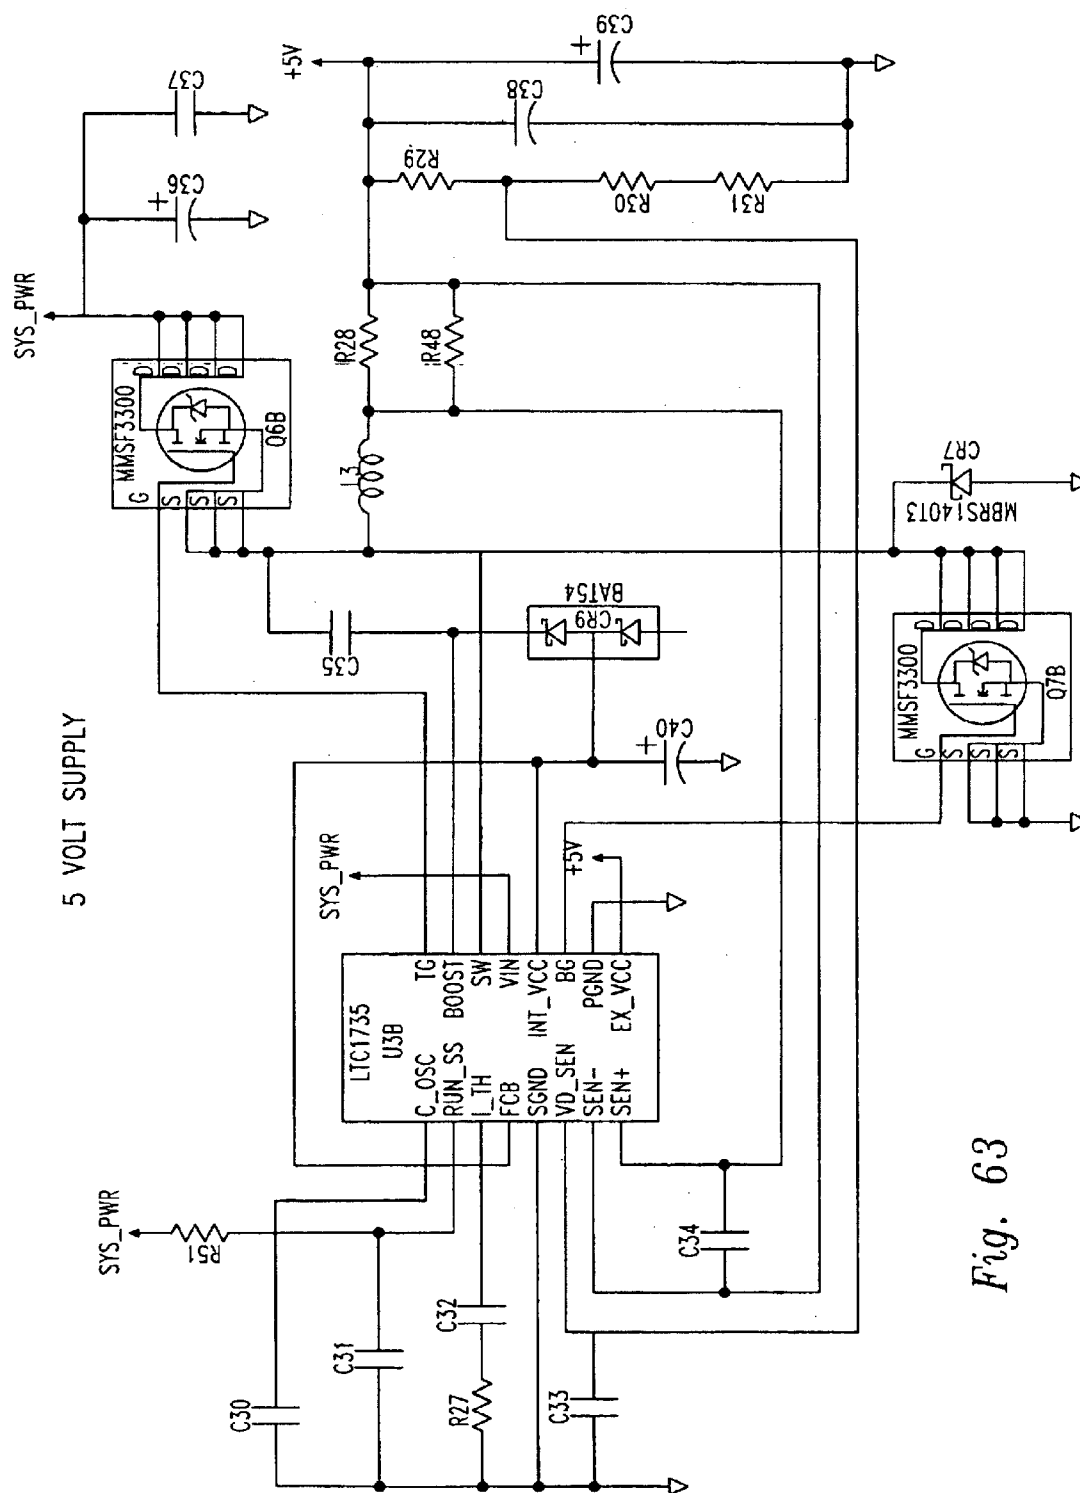 5 VOLT SUPPLY
SYS_PWR
R51
C30
C31
C32
R27
C33
C34
LTC1735
U3B
C_OSC
RUN_SS
I_TH
FCB
SGND
VD_SEN
SEN-
SEN+
TG
BOOST
SW
VIN
INT_VCC
BG
PGND
EX_VCC
SYS_PWR
+5V
+
C40
C35
BAT54
CR9
SYS_PWR
MMSF3300
G
S
S
S
D
D
D
D
Q6B
+
C36
C37
L3
R28
R48
R29
R30
R31
+5V
C38
+
C39
CR7
MBRS140T3
MMSF3300
G
S
S
S
D
D
D
D
Q7B
Fig. 63